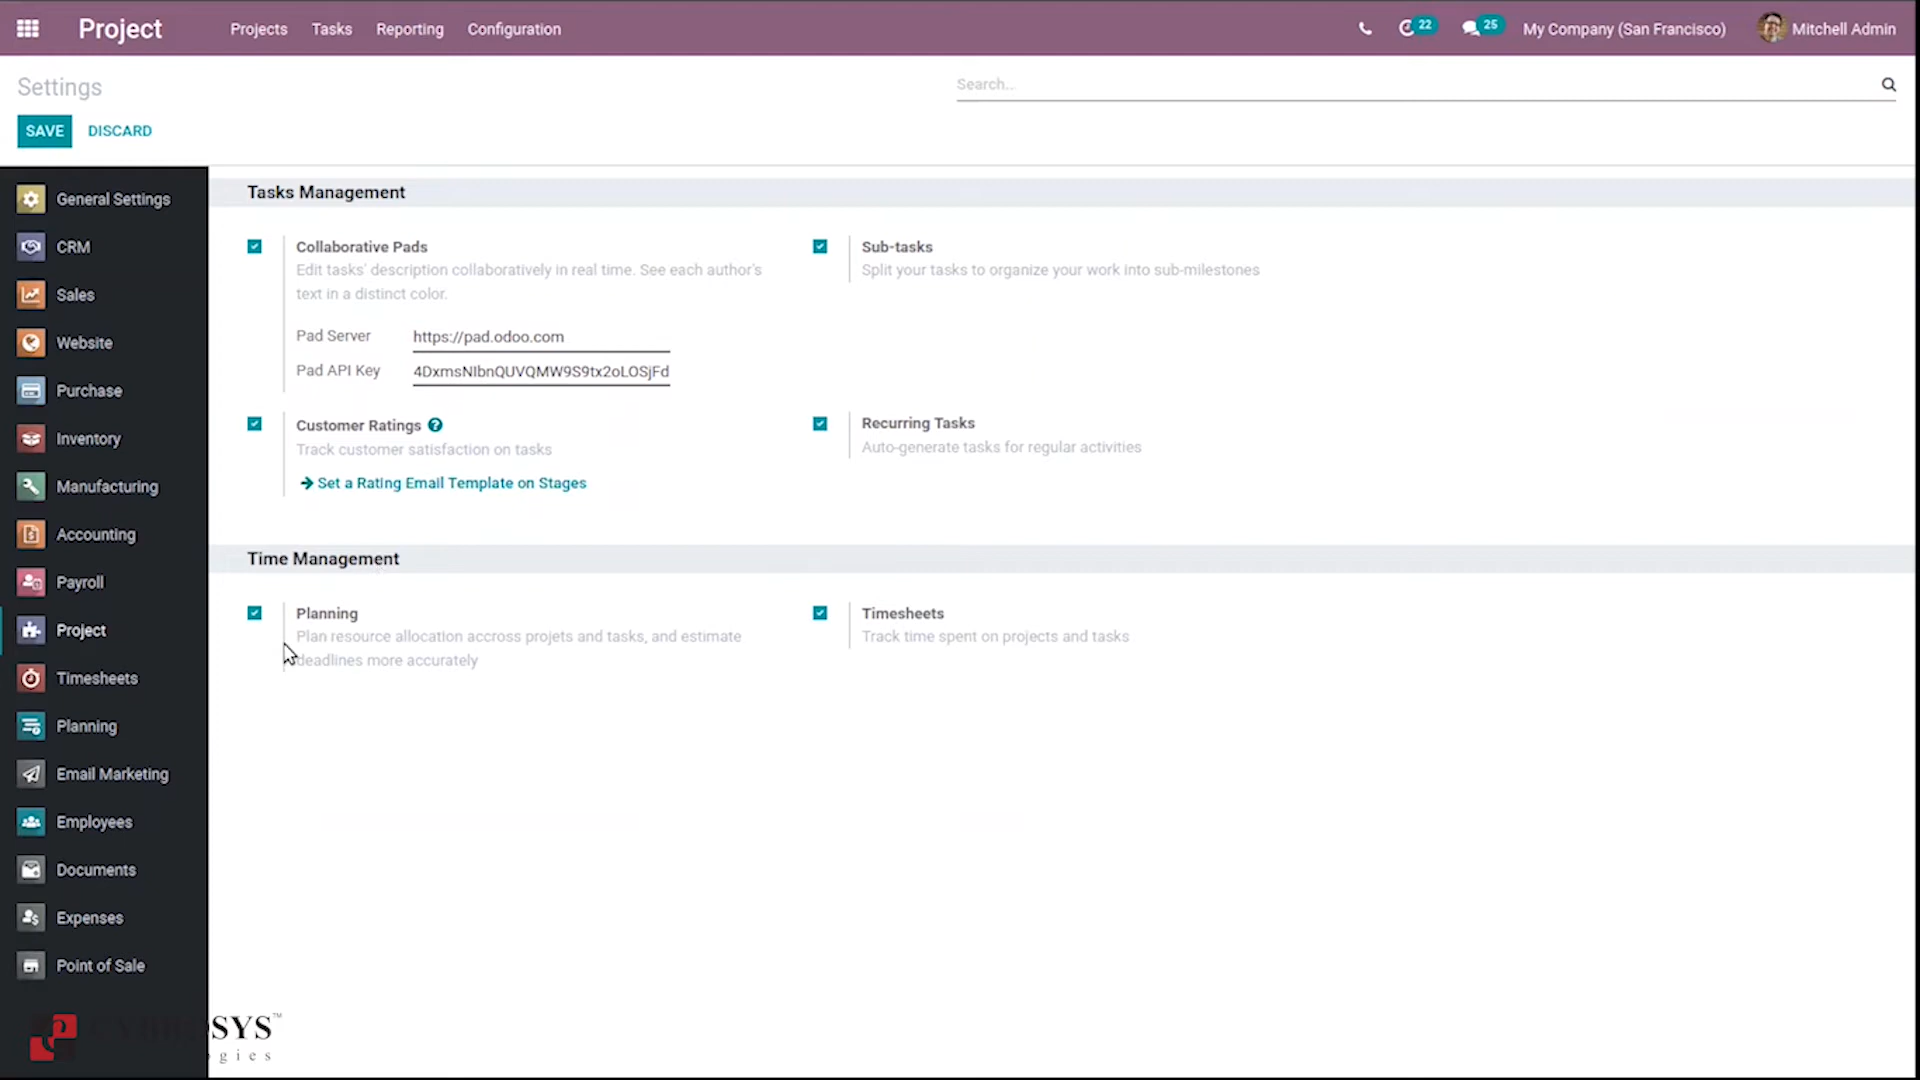 Project
Projects
Tasks
Reporting
Configuration
22
25
My Company (San Francisco)
Mitchell Admin
Settings
Search...
SAVE
DISCARD
General Settings
CRM
Sales
Website
Purchase
Inventory
Manufacturing
Accounting
Payroll
Project
Timesheets
Planning
Email Marketing
Employees
Documents
Expenses
Point of Sale
Tasks Management
Collaborative Pads
Edit tasks' description collaboratively in real time. See each author's
text in a distinct color.
Pad Server
https://pad.odoo.com
Pad API Key
4DxmsNIbnQUVQMW9S9tx2oLOSjFd
Sub-tasks
Split your tasks to organize your work into sub-milestones
Customer Ratings
Track customer satisfaction on tasks
Set a Rating Email Template on Stages
Recurring Tasks
Auto-generate tasks for regular activities
Time Management
Planning
Plan resource allocation accross projets and tasks, and estimate
deadlines more accurately
Timesheets
Track time spent on projects and tasks
CYBROSYS™
ogies